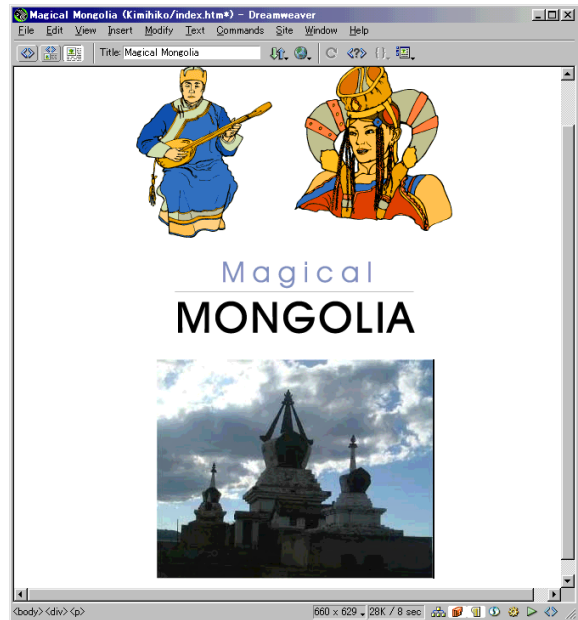 Magical Mongolia (Kimihiko/index.htm*) - Dreamweaver
File Edit View Insert Modify Text Commands Site Window Help
Title: Magical Mongolia
Magical
MONGOLIA
<body> <div> <p> 660 x 629 28K / 8 sec